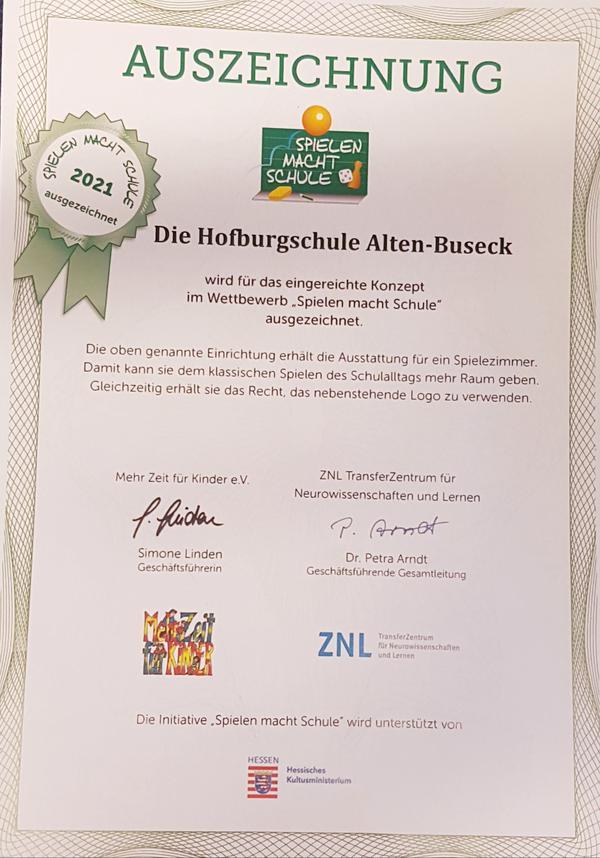 AUSZEICHNUNG
SPIELEN MACHT SCHULE
2021
ausgezeichnet
SPIELEN
MACHT
SCHULE
Die Hofburgschule Alten-Buseck
wird für das eingereichte Konzept
im Wettbewerb „Spielen macht Schule“
ausgezeichnet.
Die oben genannte Einrichtung erhält die Ausstattung für ein Spielezimmer.
Damit kann sie dem klassischen Spielen des Schulalltags mehr Raum geben.
Gleichzeitig erhält sie das Recht, das nebenstehende Logo zu verwenden.
Mehr Zeit für Kinder e.V.
S. Linden
Simone Linden
Geschäftsführerin
ZNL TransferZentrum für
Neurowissenschaften und Lernen
P. Arndt
Dr. Petra Arndt
Geschäftsführende Gesamtleitung
Mehr Zeit
für KINDER
ZNL
TransferZentrum
für Neurowissenschaften
und Lernen
Die Initiative „Spielen macht Schule“ wird unterstützt von
HESSEN
Hessisches
Kultusministerium